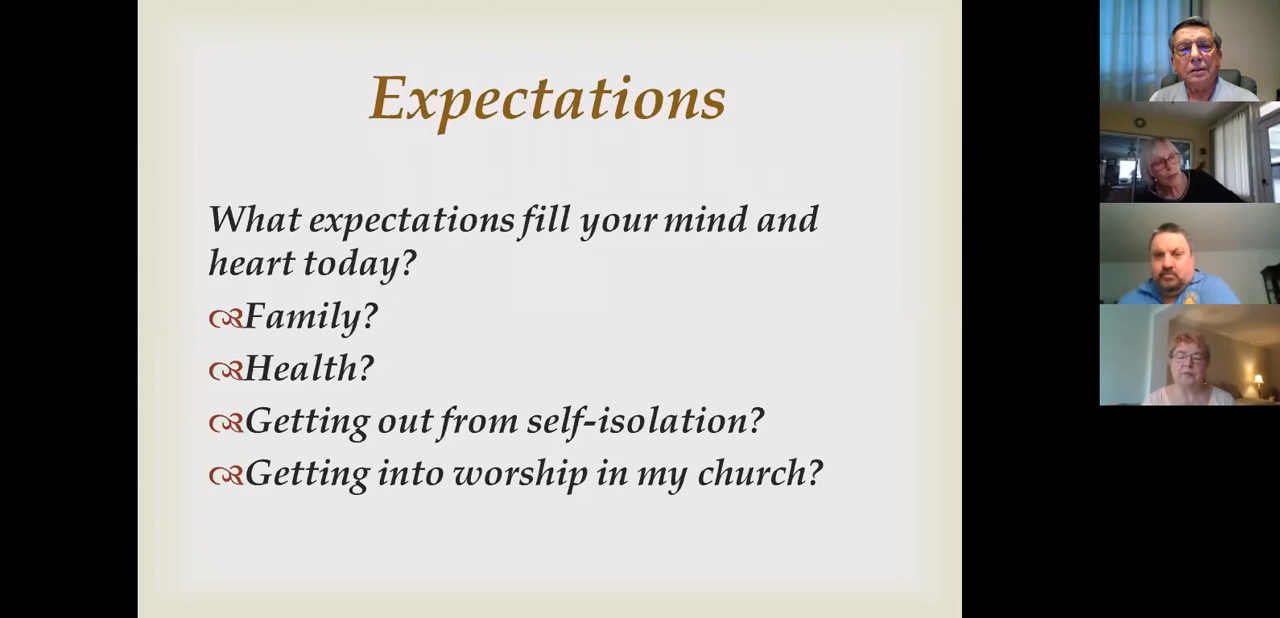 Expectations
What expectations fill your mind and
heart today?
Family?
Health?
Getting out from self-isolation?
Getting into worship in my church?